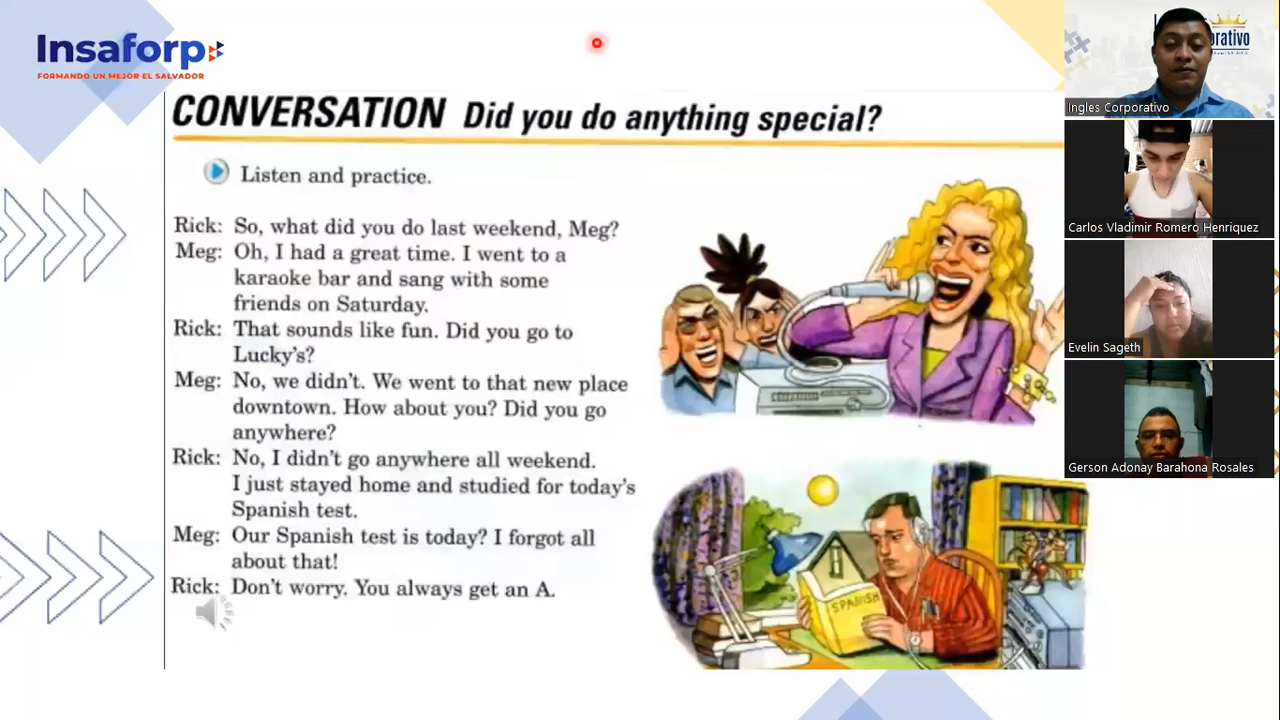 Insaforp
FORMANDO UN MEJOR EL SALVADOR
CONVERSATION Did you do anything special?
Listen and practice.
Rick: So, what did you do last weekend, Meg?
Meg: Oh, I had a great time. I went to a
karaoke bar and sang with some
friends on Saturday.
Rick: That sounds like fun. Did you go to
Lucky's?
Meg: No, we didn't. We went to that new place
downtown. How about you? Did you go
anywhere?
Rick: No, I didn't go anywhere all weekend.
I just stayed home and studied for today's
Spanish test.
Meg: Our Spanish test is today? I forgot all
about that!
Rick: Don't worry. You always get an A.
SPANISH
Ingles Corporativo
Carlos Vladimir Romero Henriquez
Evelin Sageth
Gerson Adonay Barahona Rosales